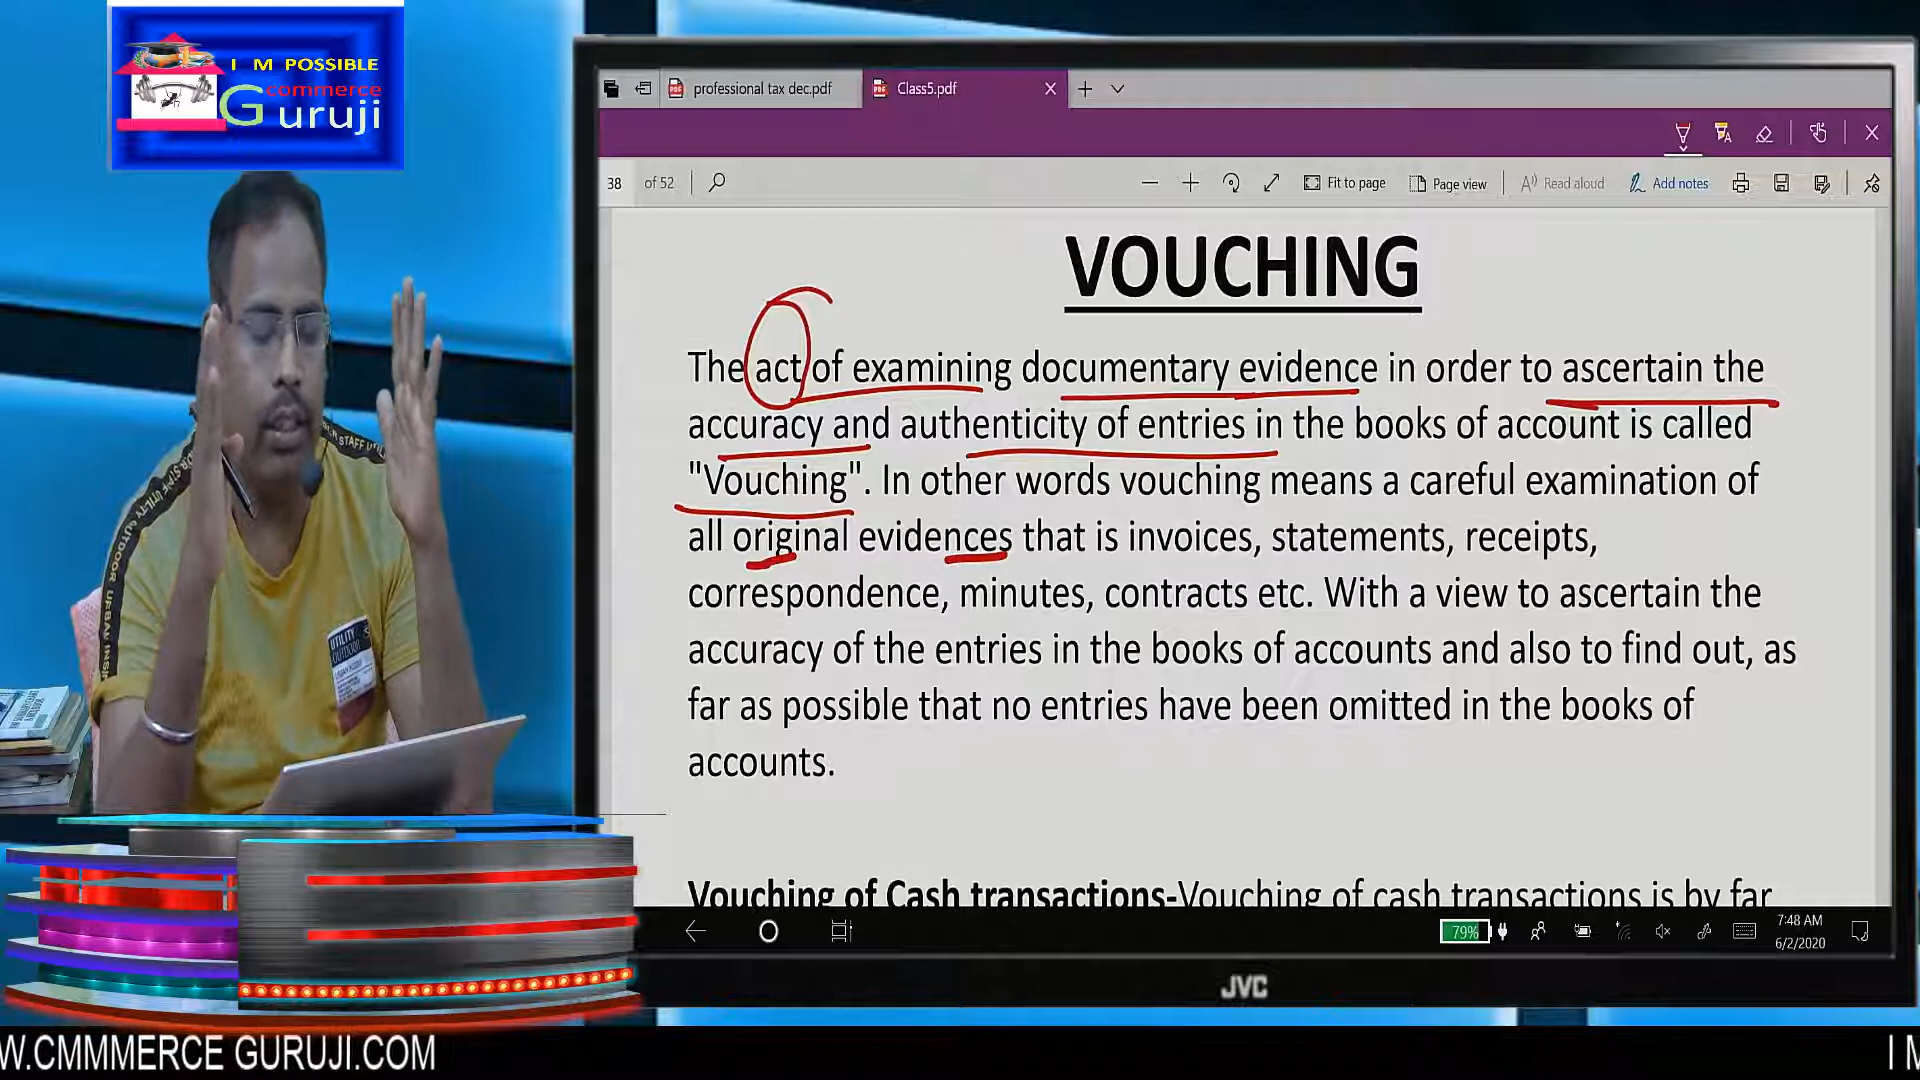 I M POSSIBLE
commerce
Guruji
professional tax dec.pdf
Class5.pdf
38 of 52
Fit to page
Page view
Read aloud
Add notes
VOUCHING
The act of examining documentary evidence in order to ascertain the
accuracy and authenticity of entries in the books of account is called
"Vouching". In other words vouching means a careful examination of
all original evidences that is invoices, statements, receipts,
correspondence, minutes, contracts etc. With a view to ascertain the
accuracy of the entries in the books of accounts and also to find out, as
far as possible that no entries have been omitted in the books of
accounts.
Vouching of Cash transactions-Vouching of cash transactions is by far
UTILITY
OUTDOOR
79%
7:48 AM
6/2/2020
JVC
W.CMMMERCE GURUJI.COM
I M